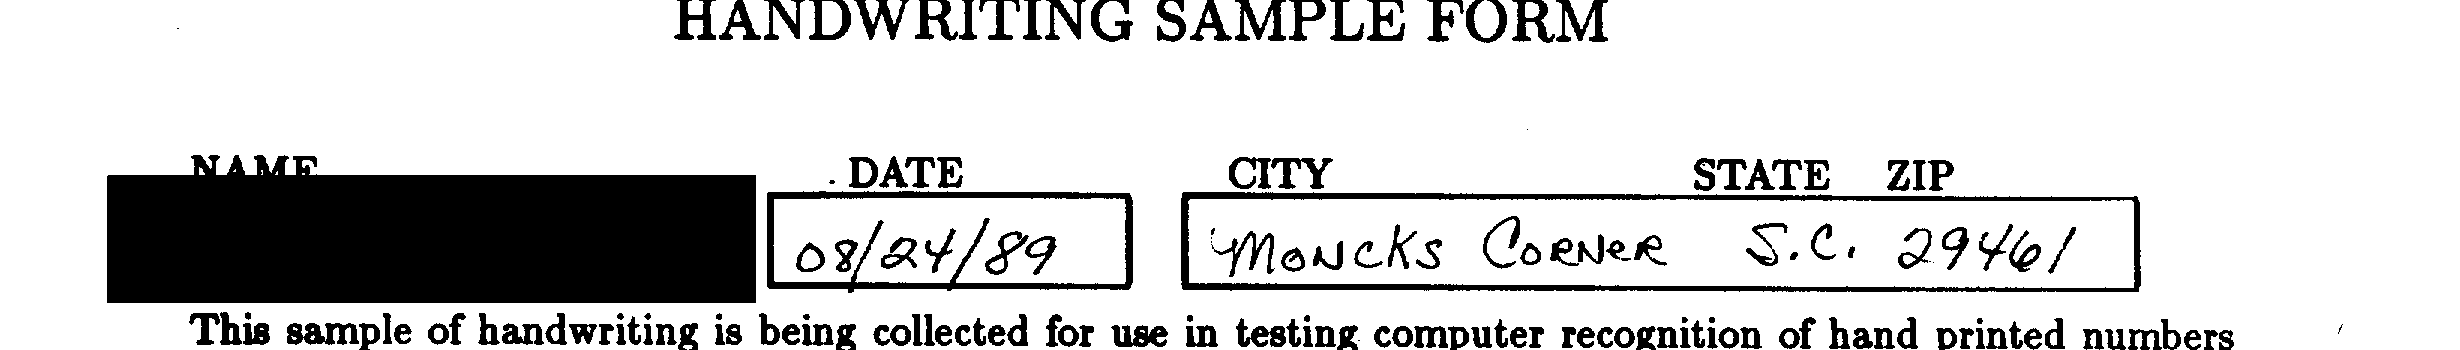 HANDWRITING SAMPLE FORM
NAME DATE CITY STATE ZIP
08/24/89 Moncks Corner S.C. 29461
This sample of handwriting is being collected for use in testing computer recognition of hand printed numbers